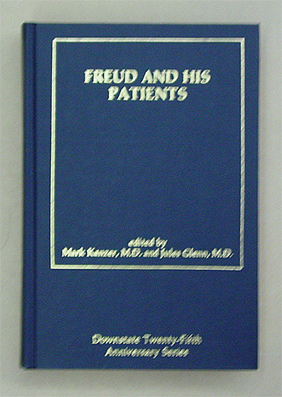 FREUD AND HIS
PATIENTS
edited by
Mark Kanzer, M.D. and Jules Glenn, M.D.
Downstate Twenty-Fifth
Anniversary Series